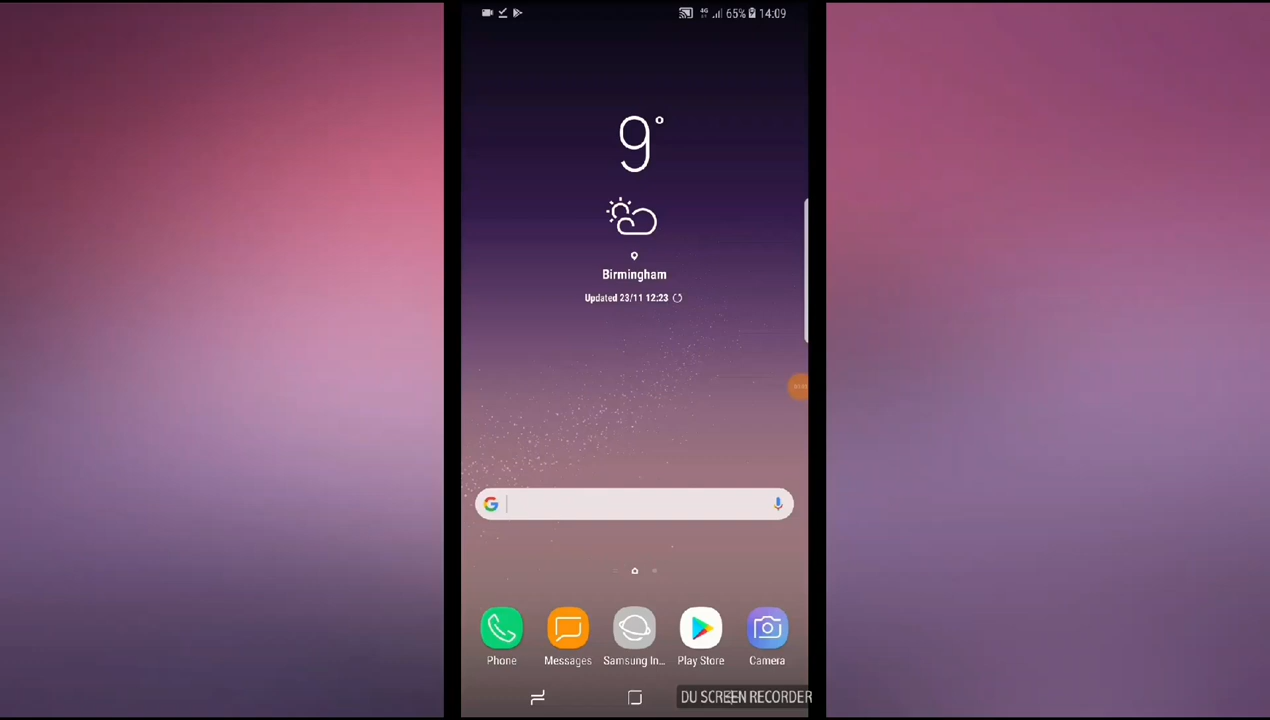 4G 65% 14:09
9°
Birmingham
Updated 23/11 12:23
G
Phone Messages Samsung In... Play Store Camera
DU SCREEN RECORDER